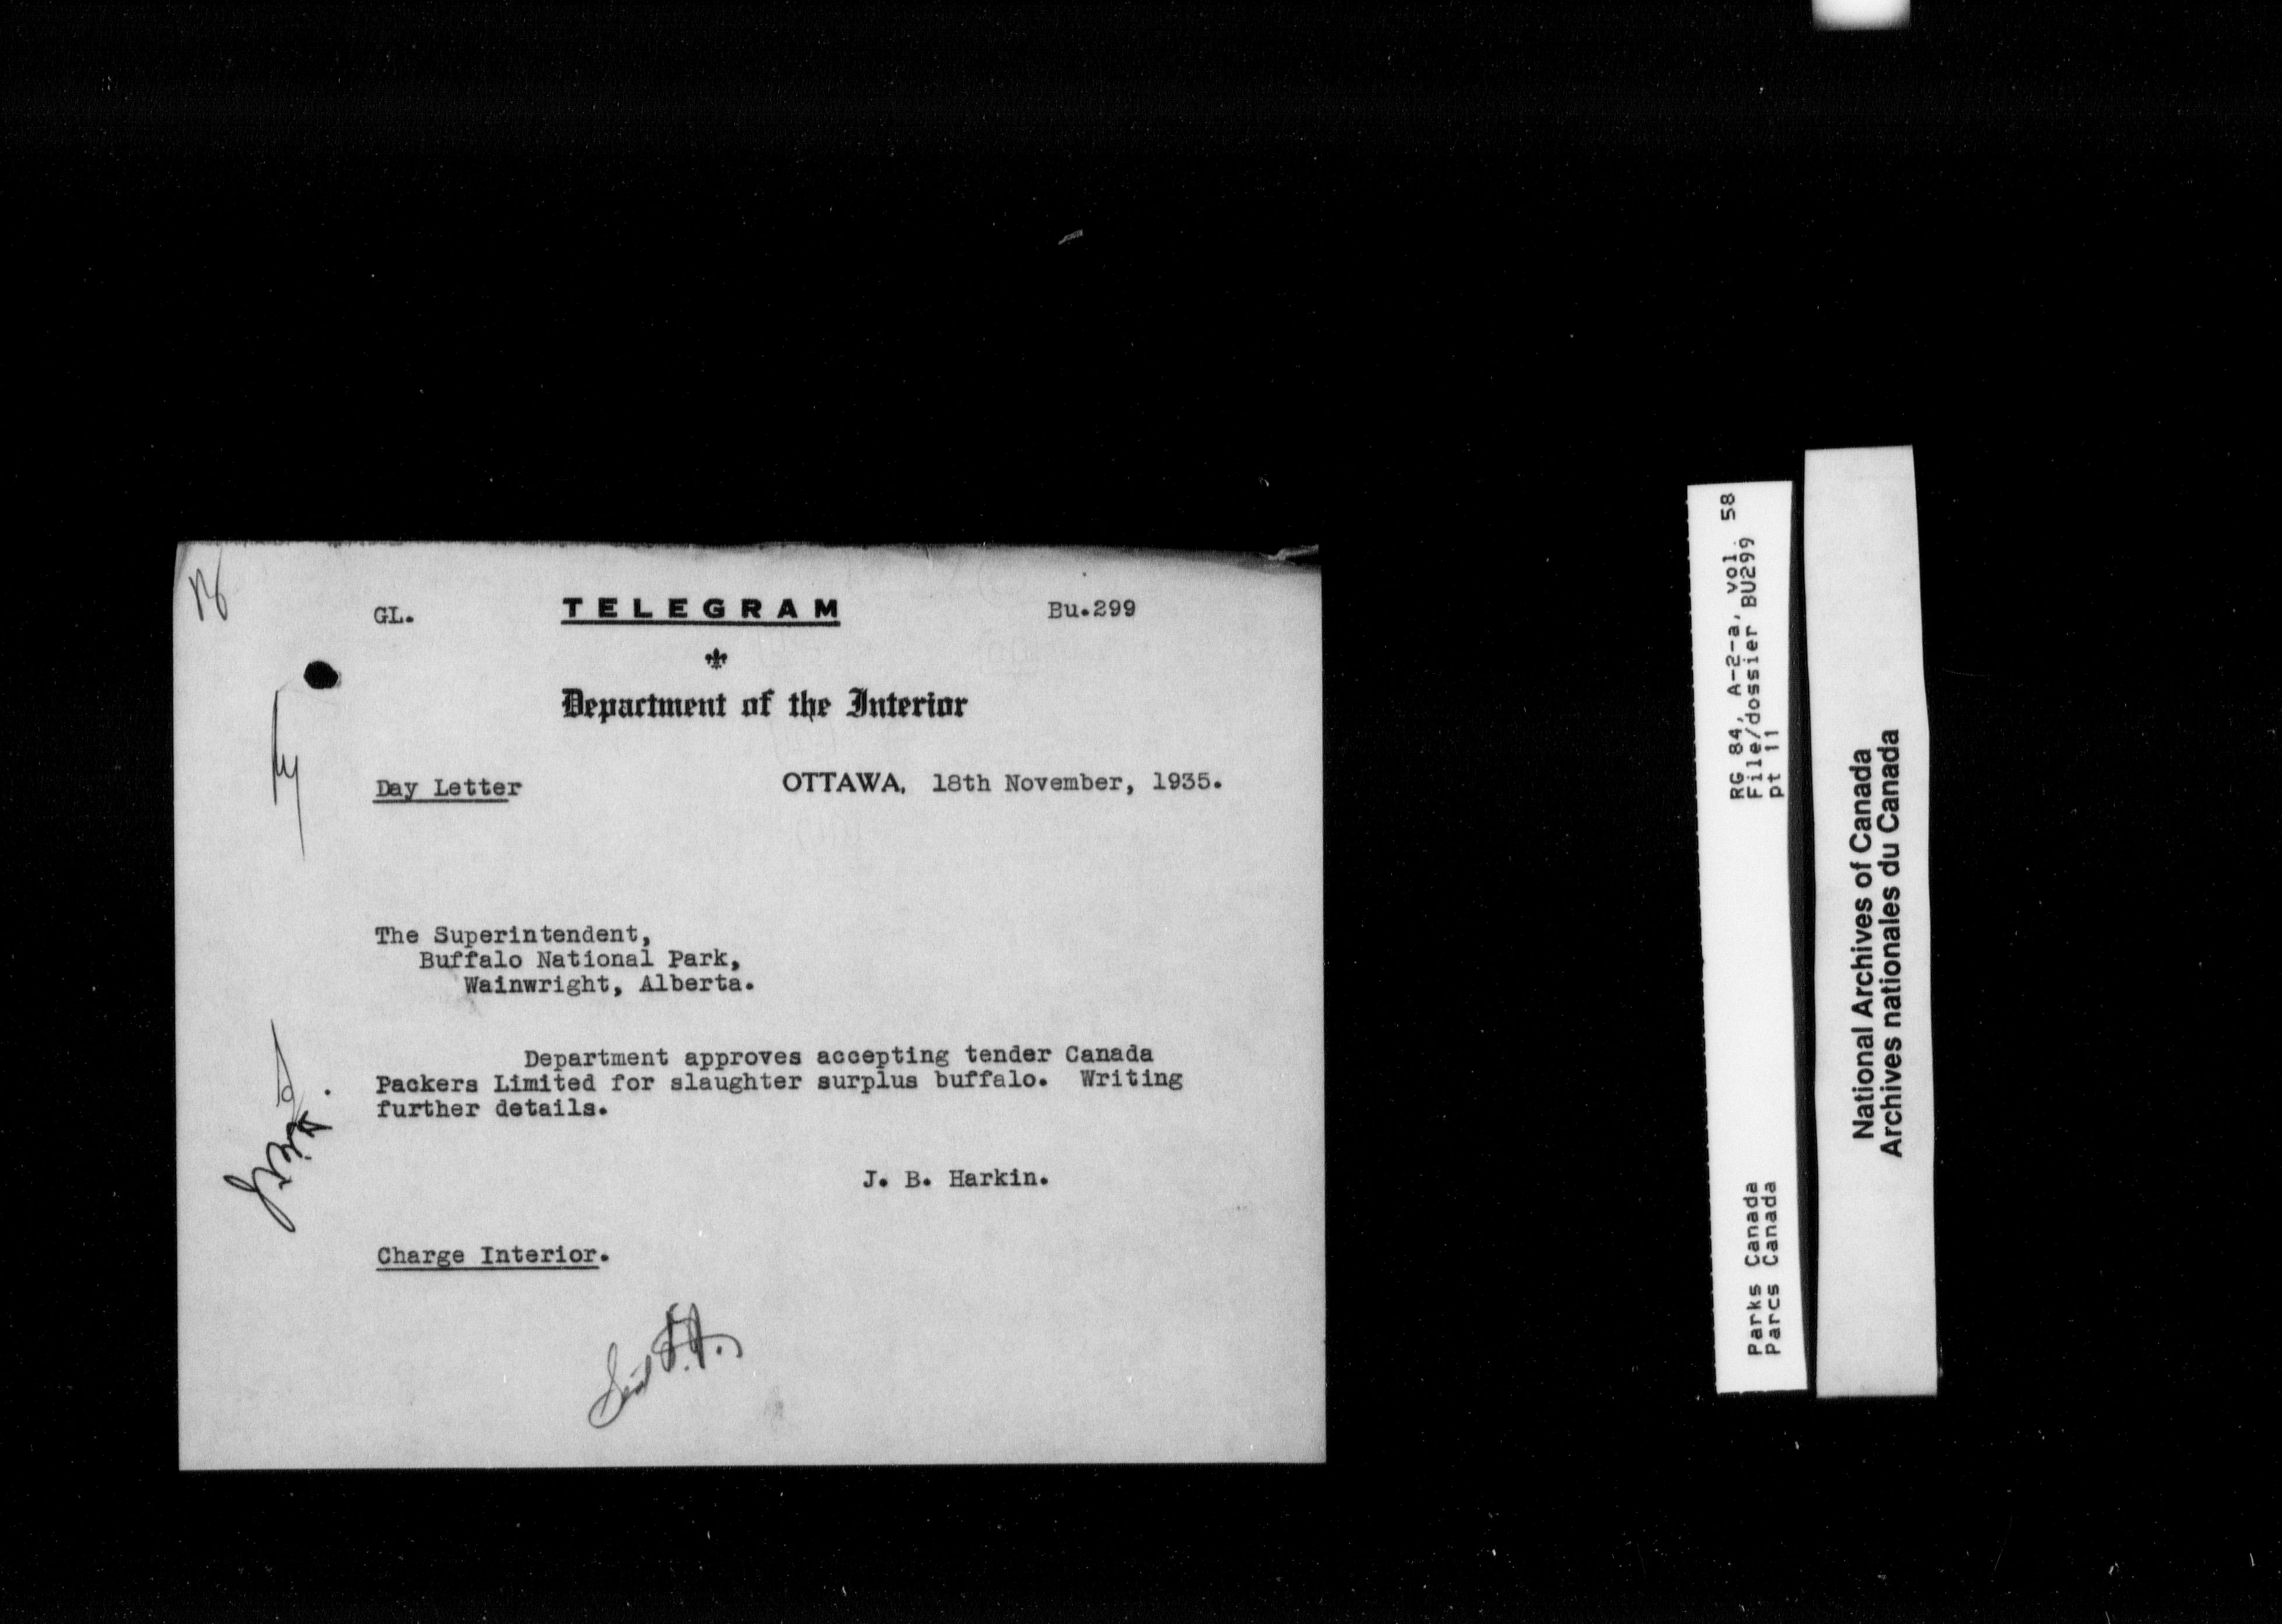 GL. TELEGRAM Bu.299
Department of the Interior
Day Letter OTTAWA, 18th November, 1935.
The Superintendent,
Buffalo National Park,
Wainwright, Alberta.
Department approves accepting tender Canada
Packers Limited for slaughter surplus buffalo. Writing
further details.
J. B. Harkin.
Charge Interior.
RG 84, A-2-a, vol. 58
File/dossier BU299
pt 11
Parks Canada
Parcs Canada
National Archives of Canada
Archives nationales du Canada